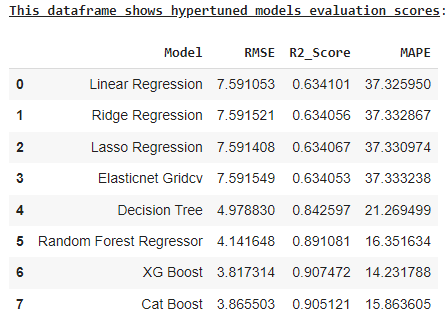 This dataframe shows hypertuned models evaluation scores:
Model RMSE R2_Score MAPE
0 Linear Regression 7.591053 0.634101 37.325950
1 Ridge Regression 7.591521 0.634056 37.332867
2 Lasso Regression 7.591408 0.634067 37.330974
3 Elasticnet Gridcv 7.591549 0.634053 37.333238
4 Decision Tree 4.978830 0.842597 21.269499
5 Random Forest Regressor 4.141648 0.891081 16.351634
6 XG Boost 3.817314 0.907472 14.231788
7 Cat Boost 3.865503 0.905121 15.863605